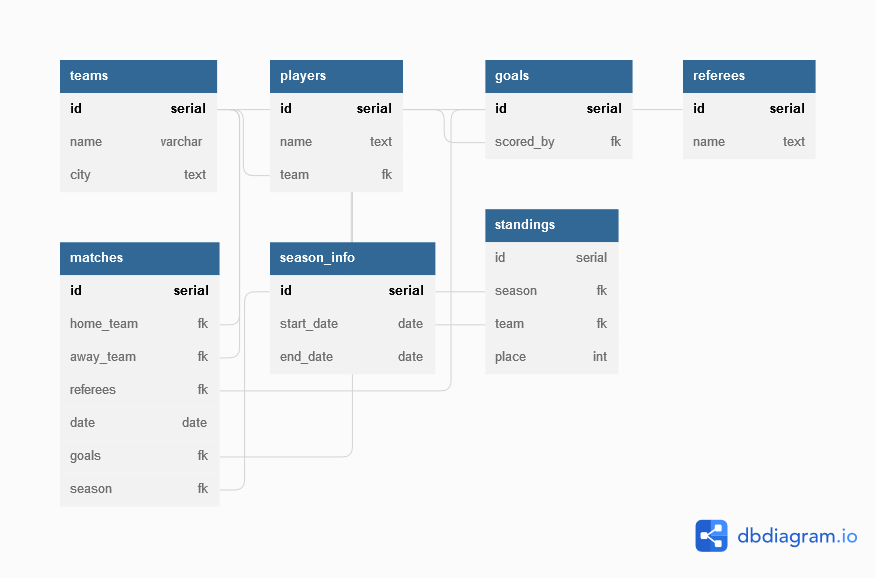 teams
id serial
name varchar
city text
players
id serial
name text
team fk
goals
id serial
scored_by fk
referees
id serial
name text
matches
id serial
home_team fk
away_team fk
referees fk
date date
goals fk
season fk
season_info
id serial
start_date date
end_date date
standings
id serial
season fk
team fk
place int
dbdiagram.io